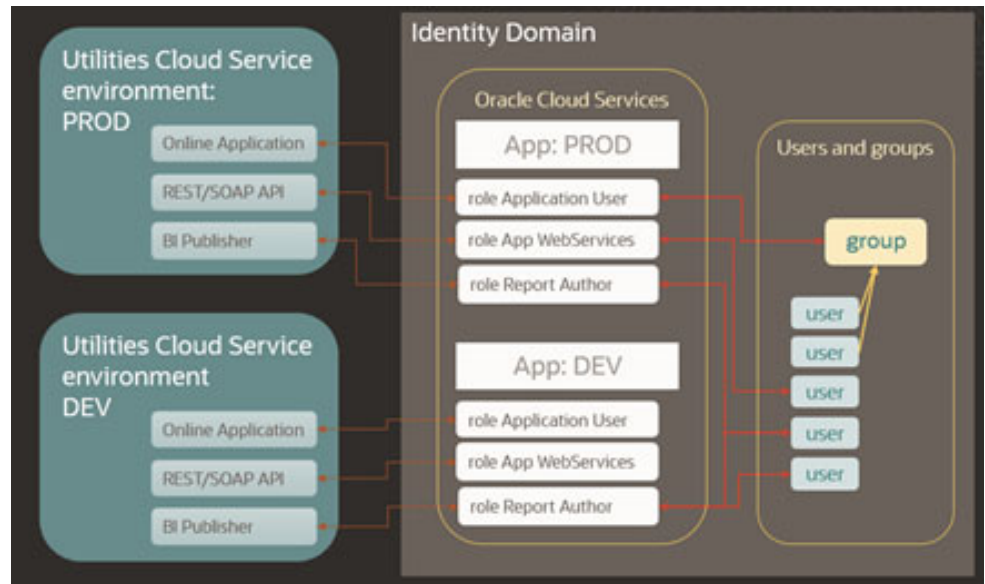 Utilities Cloud Service
environment:
PROD
Online Application
REST/SOAP API
BI Publisher
Utilities Cloud Service
environment
DEV
Online Application
REST/SOAP API
BI Publisher
Identity Domain
Oracle Cloud Services
App: PROD
role Application User
role App WebServices
role Report Author
App: DEV
role Application User
role App WebServices
role Report Author
Users and groups
group
user
user
user
user
user